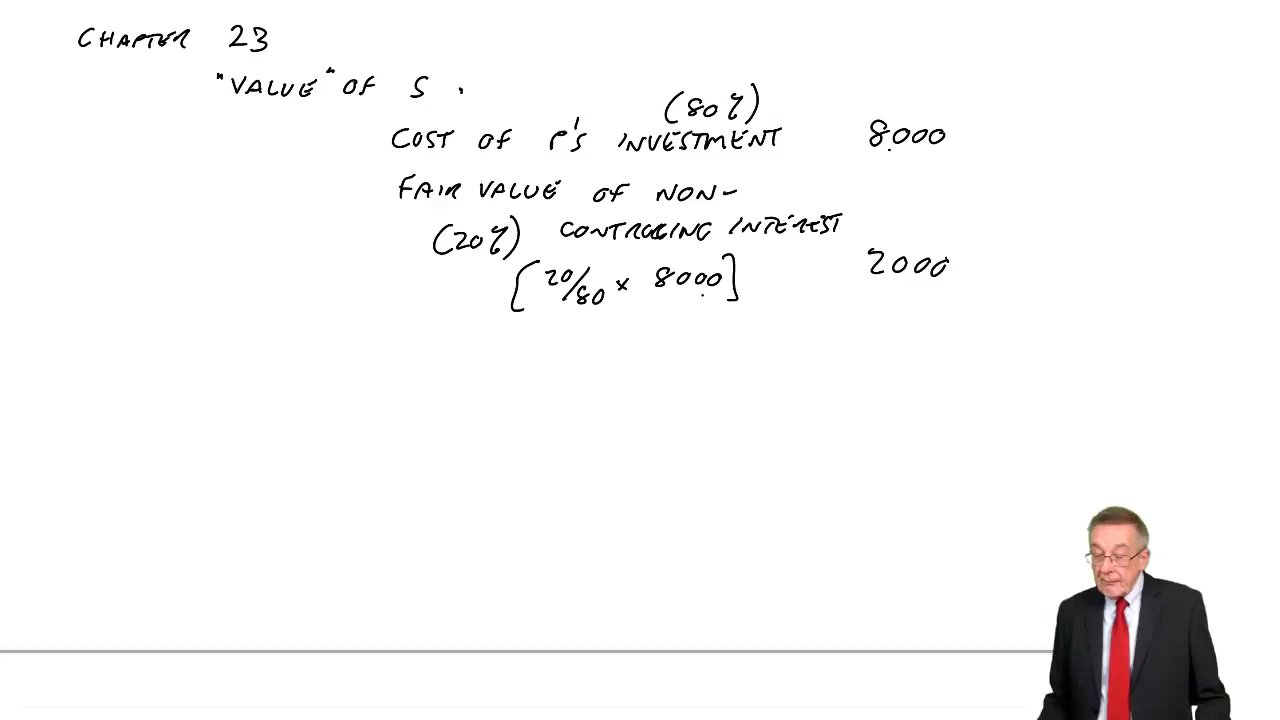 CHAPTER 23
"VALUE" OF S.
(80%)
COST OF P'S INVESTMENT 8000
FAIR VALUE OF NON-
(20%) CONTROLLING INTEREST
[20/80 × 8000] 2000